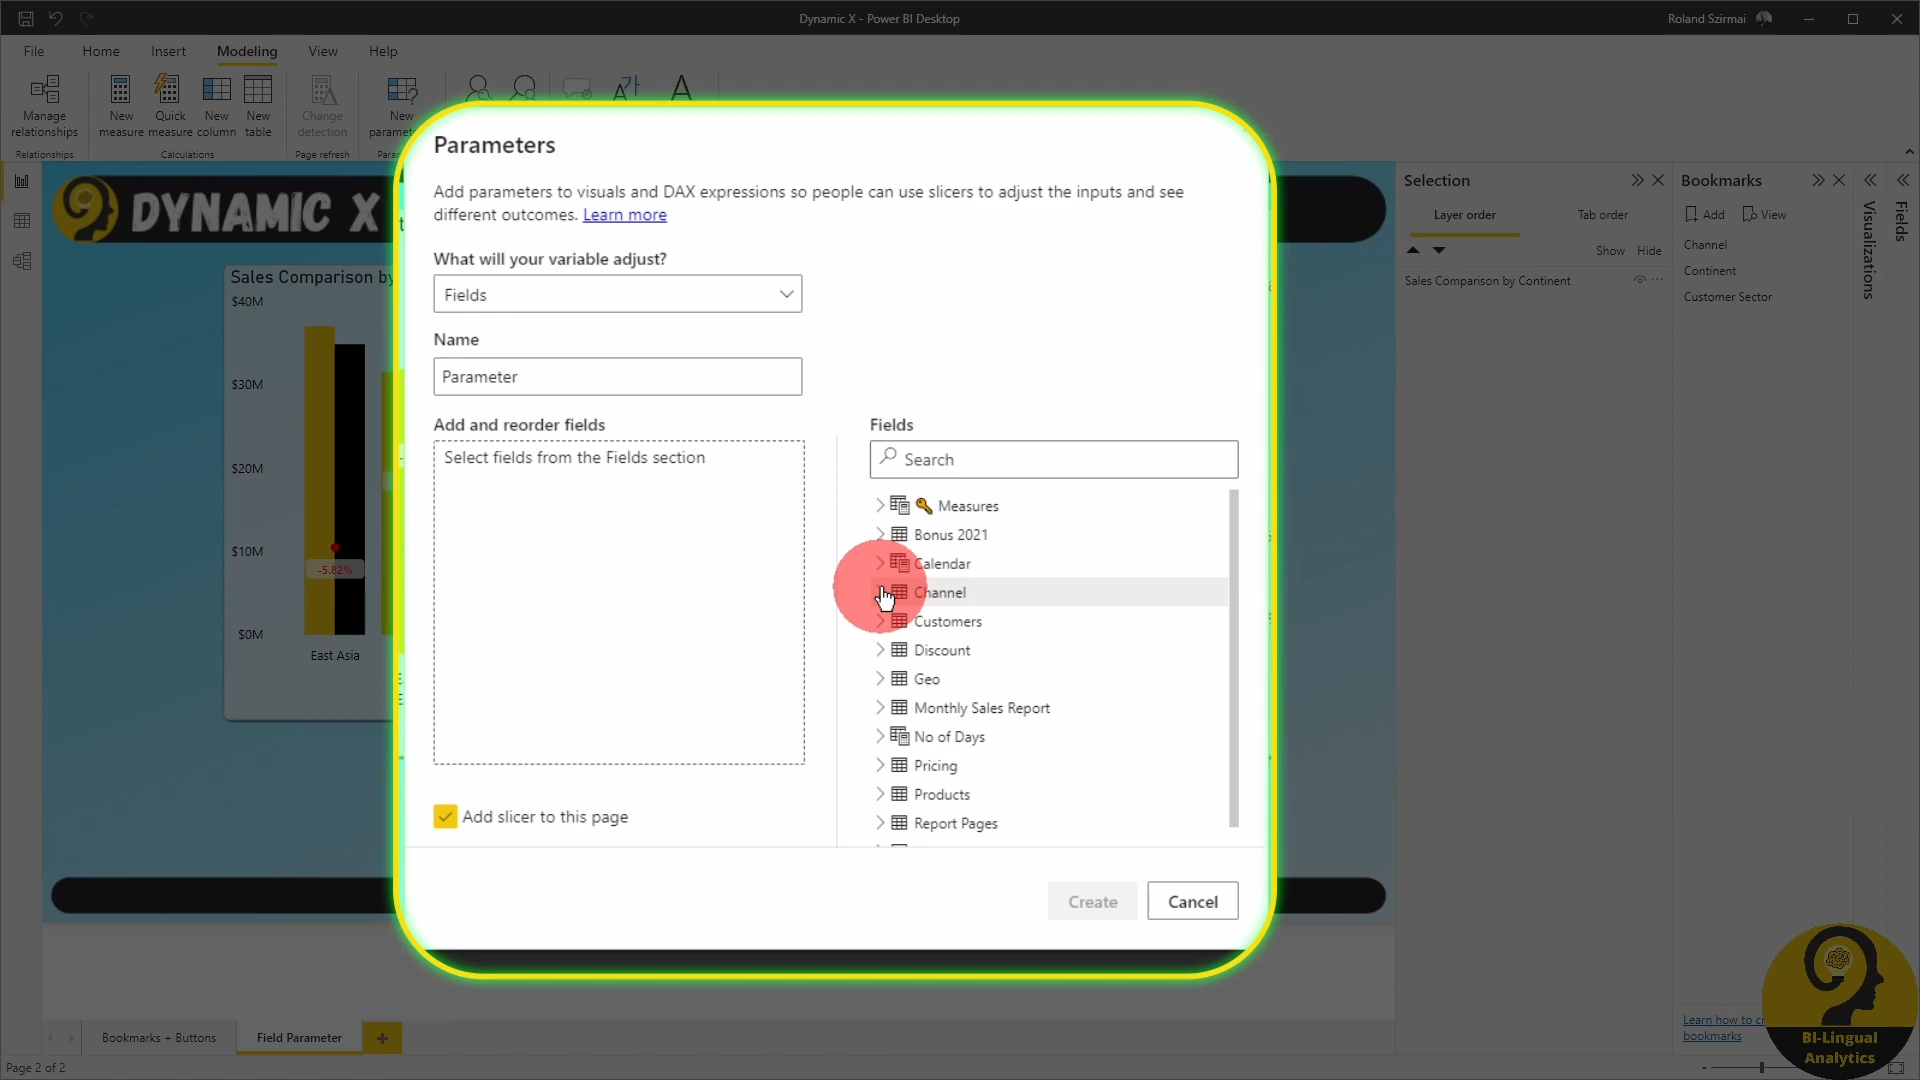 Dynamic X - Power BI Desktop
Roland Szirmai
File
Home
Insert
Modeling
View
Help
Manage
relationships
New
measure
Quick
measure
New
column
New
table
Change
detection
New
Relationships
Calculations
Page refresh
DYNAMIC X
Sales Comparison by
$40M
$30M
$20M
$10M
$0M
-5.82%
East Asia
Parameters
Add parameters to visuals and DAX expressions so people can use slicers to adjust the inputs and see
different outcomes. Learn more
What will your variable adjust?
Fields
Name
Parameter
Add and reorder fields
Select fields from the Fields section
Add slicer to this page
Fields
Search
Measures
Bonus 2021
Calendar
Channel
Customers
Discount
Geo
Monthly Sales Report
No of Days
Pricing
Products
Report Pages
Create
Cancel
Selection
Layer order
Tab order
Show
Hide
Sales Comparison by Continent
Bookmarks
Add
View
Channel
Continent
Customer Sector
Visualizations
Fields
Learn how to
bookmarks
BI-Lingual
Analytics
Bookmarks + Buttons
Field Parameter
Page 2 of 2